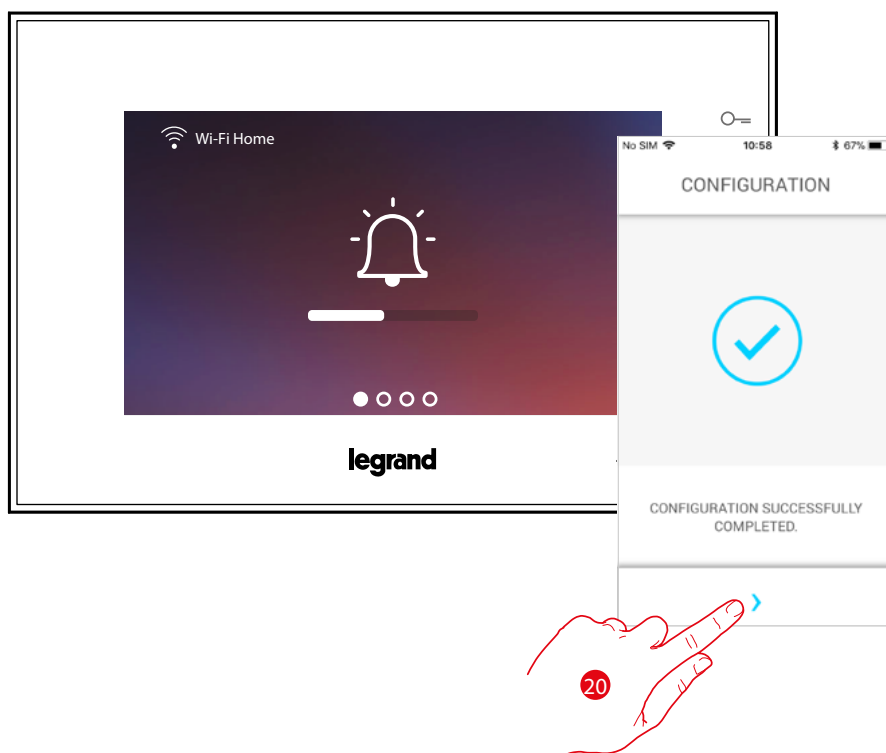 Wi-Fi Home
legrand
No SIM 10:58 67%
CONFIGURATION
CONFIGURATION SUCCESSFULLY
COMPLETED.
20